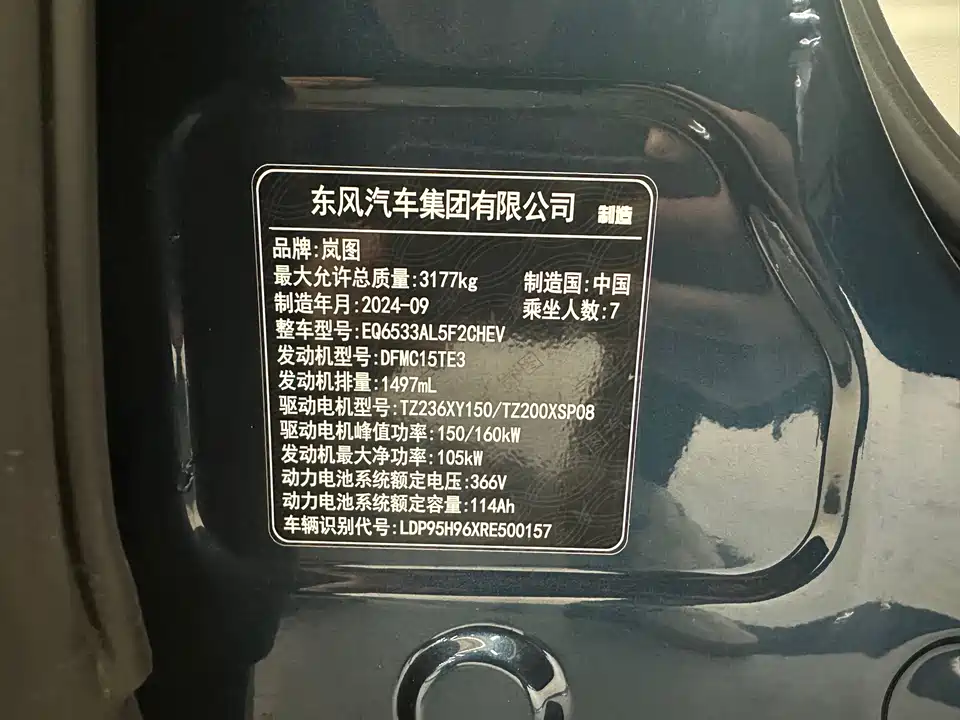 东风汽车集团有限公司 制造
品牌:岚图
最大允许总质量:3177kg 制造国:中国
制造年月:2024-09 乘坐人数:7
整车型号:EQ6533AL5F2CHEV
发动机型号:DFMC15TE3
发动机排量:1497mL
驱动电机型号:TZ236XY150/TZ200XSP08
驱动电机峰值功率:150/160kW
发动机最大净功率:105kW
动力电池系统额定电压:366V
动力电池系统额定容量:114Ah
车辆识别代号:LDP95H96XRE500157